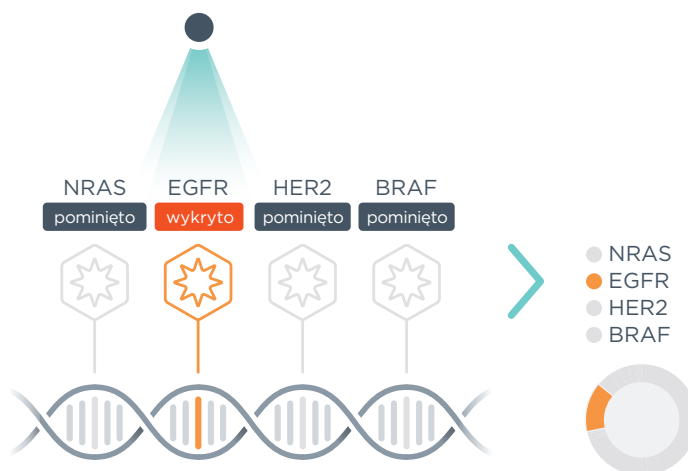 NRAS EGFR HER2 BRAF
pominięto wykryto pominięto pominięto
NRAS
EGFR
HER2
BRAF